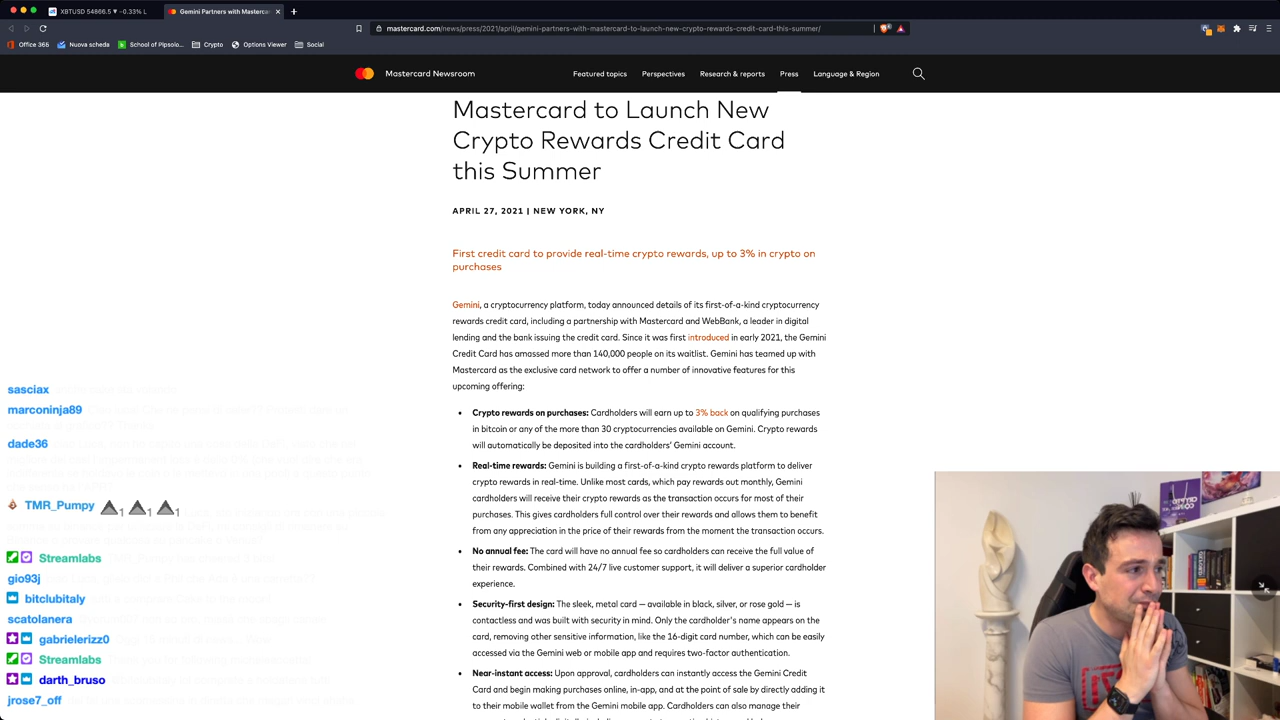 XBTUSD 54866.5 ▼ −0.33% L
Gemini Partners with Mastercar
mastercard.com/news/press/2021/april/gemini-partners-with-mastercard-to-launch-new-crypto-rewards-credit-card-this-summer/
Office 365
Nuova scheda
School of Pipsolo...
Crypto
Options Viewer
Social
Mastercard Newsroom
Featured topics
Perspectives
Research & reports
Press
Language & Region
Mastercard to Launch New
Crypto Rewards Credit Card
this Summer
APRIL 27, 2021 | NEW YORK, NY
First credit card to provide real-time crypto rewards, up to 3% in crypto on
purchases
Gemini, a cryptocurrency platform, today announced details of its first-of-a-kind cryptocurrency
rewards credit card, including a partnership with Mastercard and WebBank, a leader in digital
lending and the bank issuing the credit card. Since it was first introduced in early 2021, the Gemini
Credit Card has amassed more than 140,000 people on its waitlist. Gemini has teamed up with
Mastercard as the exclusive card network to offer a number of innovative features for this
upcoming offering:
• Crypto rewards on purchases: Cardholders will earn up to 3% back on qualifying purchases
in bitcoin or any of the more than 30 cryptocurrencies available on Gemini. Crypto rewards
will automatically be deposited into the cardholders' Gemini account.
• Real-time rewards: Gemini is building a first-of-a-kind crypto rewards platform to deliver
crypto rewards in real-time. Unlike most cards, which pay rewards out monthly, Gemini
cardholders will receive their crypto rewards as the transaction occurs for most of their
purchases. This gives cardholders full control over their rewards and allows them to benefit
from any appreciation in the price of their rewards from the moment the transaction occurs.
• No annual fee: The card will have no annual fee so cardholders can receive the full value of
their rewards. Combined with 24/7 live customer support, it will deliver a superior cardholder
experience.
• Security-first design: The sleek, metal card — available in black, silver, or rose gold — is
contactless and was built with security in mind. Only the cardholder's name appears on the
card, removing other sensitive information, like the 16-digit card number, which can be easily
accessed via the Gemini web or mobile app and requires two-factor authentication.
• Near-instant access: Upon approval, cardholders can instantly access the Gemini Credit
Card and begin making purchases online, in-app, and at the point of sale by directly adding it
to their mobile wallet from the Gemini mobile app. Cardholders can also manage their
sasciax
marconinja89
dade36
TMR_Pumpy 1 1 1
Streamlabs
gio93j
bitclubitaly
scatolanera
gabrielerizz0
Streamlabs
darth_bruso
jrose7_off